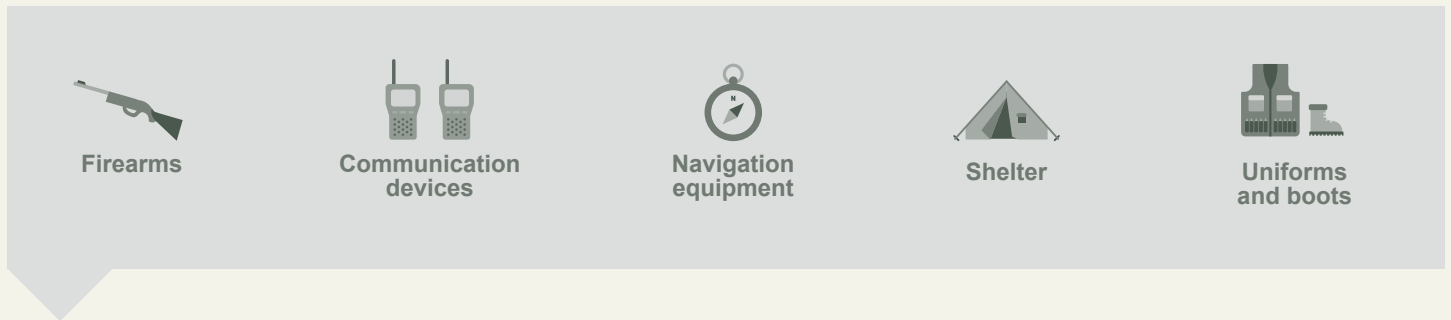 N
Firearms
Communication
devices
Navigation
equipment
Shelter
Uniforms
and boots